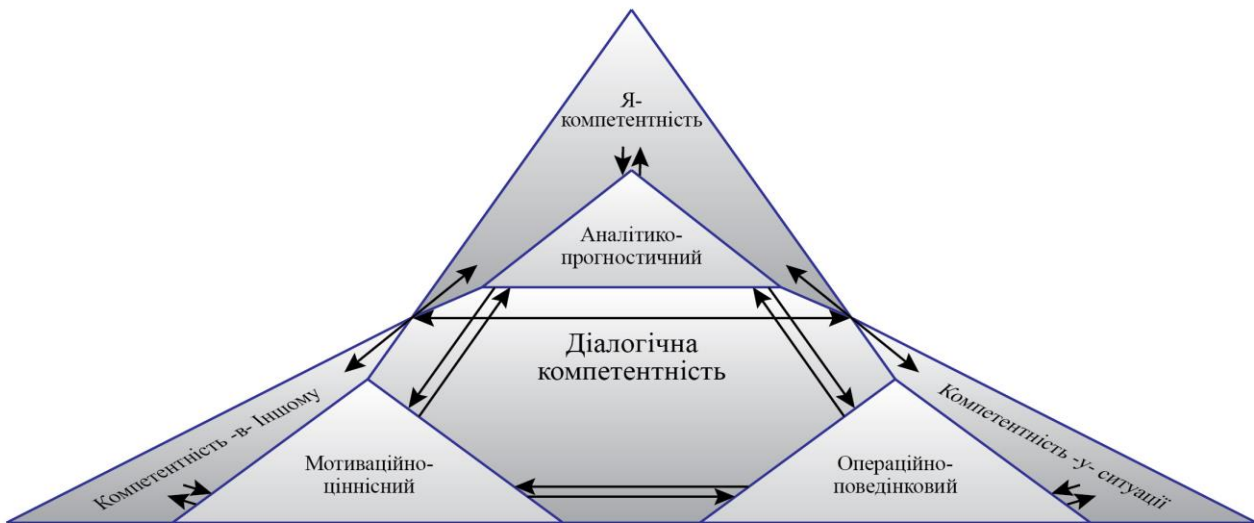 Я-
компетентність
Аналітико-
прогностичний
Діалогічна
компетентність
Компетентність -в- Іншому
Компетентність -у- ситуації
Мотиваційно-
ціннісний
Операційно-
поведінковий